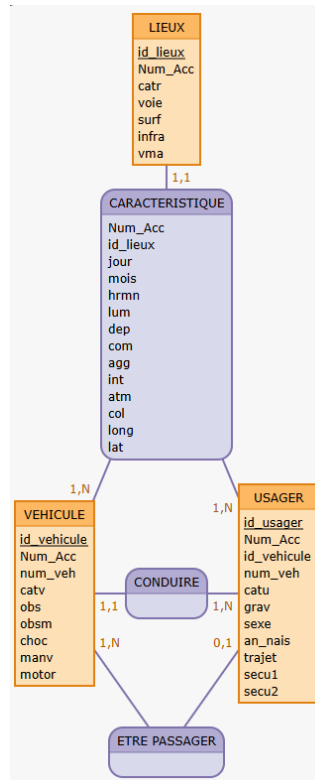 LIEUX
id_lieux
Num_Acc
catr
voie
surf
infra
vma
1,1
CARACTERISTIQUE
Num_Acc
id_lieux
jour
mois
hrmn
lum
dep
com
agg
int
atm
col
long
lat
1,N
1,N
VEHICULE
id_vehicule
Num_Acc
num_veh
catv
obs
obsm
choc
manv
motor
CONDUIRE
1,1
1,N
1,N
0,1
USAGER
id_usager
Num_Acc
id_vehicule
num_veh
catu
grav
sexe
an_nais
trajet
secu1
secu2
ETRE PASSAGER